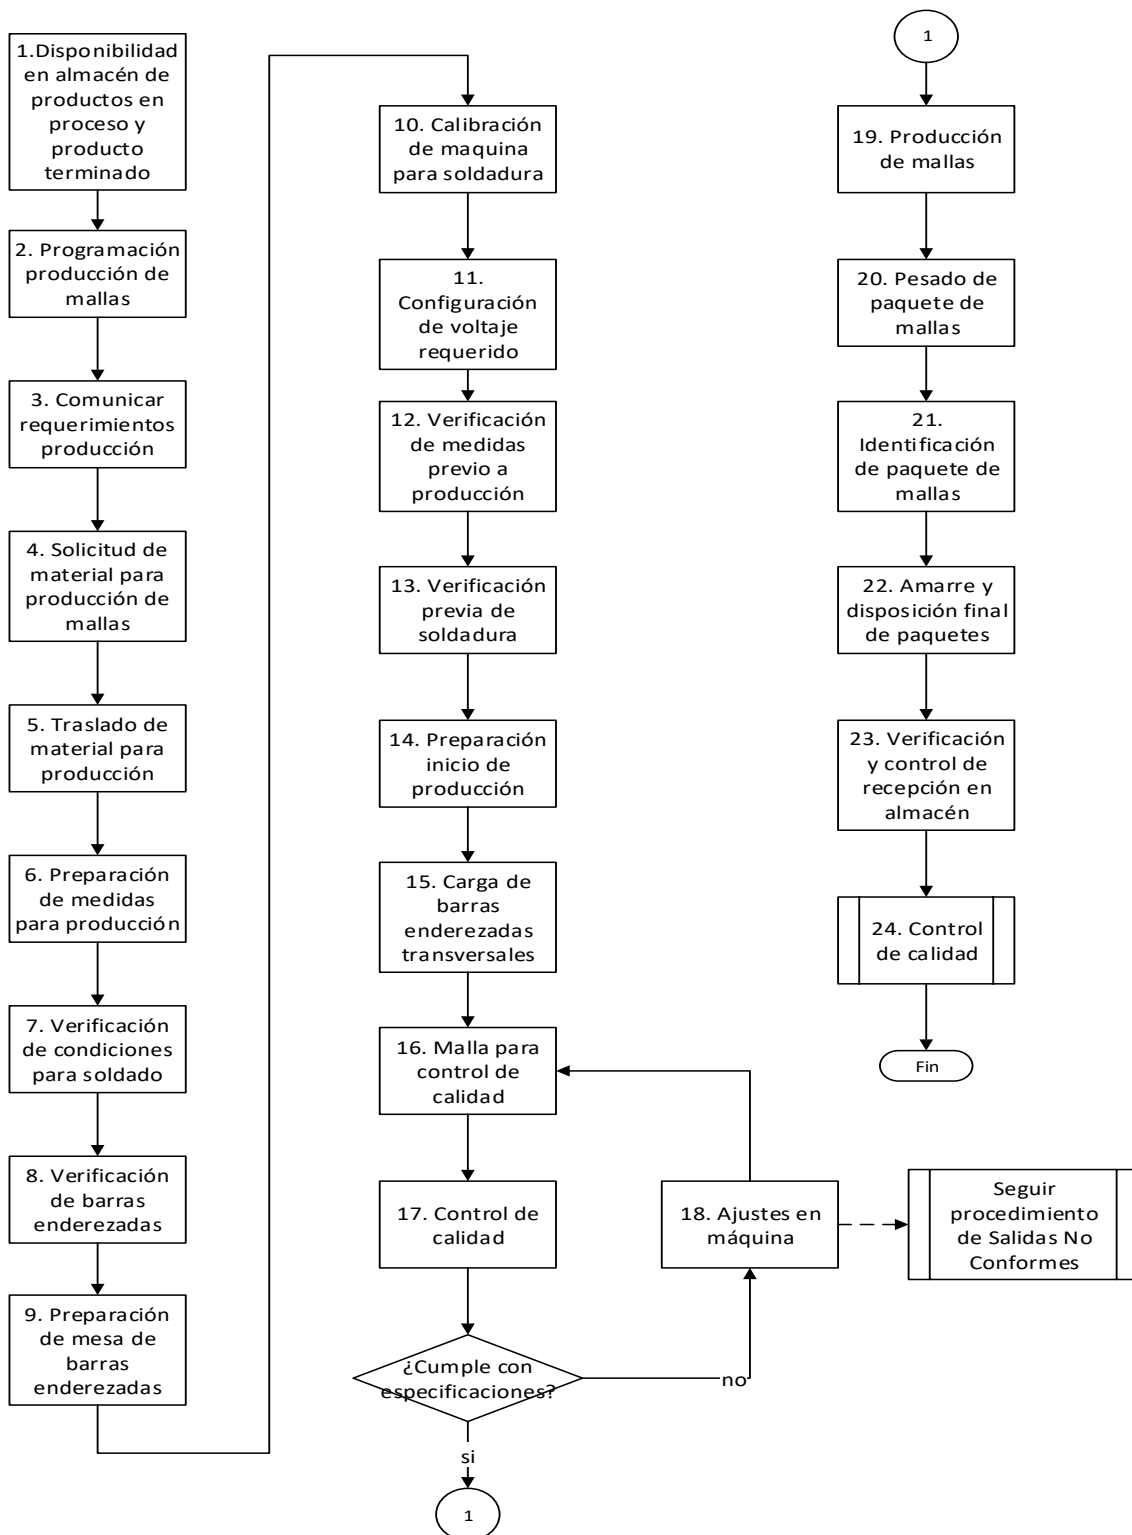 1.Disponibilidad
en almacén de
productos en
proceso y
producto
terminado
2. Programación
producción de
mallas
3. Comunicar
requerimientos
producción
4. Solicitud de
material para
producción de
mallas
5. Traslado de
material para
producción
6. Preparación
de medidas
para producción
7. Verificación
de condiciones
para soldado
8. Verificación
de barras
enderezadas
9. Preparación
de mesa de
barras
enderezadas
10. Calibración
de maquina
para soldadura
11.
Configuración
de voltaje
requerido
12. Verificación
de medidas
previo a
producción
13. Verificación
previa de
soldadura
14. Preparación
inicio de
producción
15. Carga de
barras
enderezadas
transversales
16. Malla para
control de
calidad
17. Control de
calidad
¿Cumple con
especificaciones?
no
si
1
18. Ajustes en
máquina
Seguir
procedimiento
de Salidas No
Conformes
1
19. Producción
de mallas
20. Pesado de
paquete de
mallas
21.
Identificación
de paquete de
mallas
22. Amarre y
disposición final
de paquetes
23. Verificación
y control de
recepción en
almacén
24. Control
de calidad
Fin